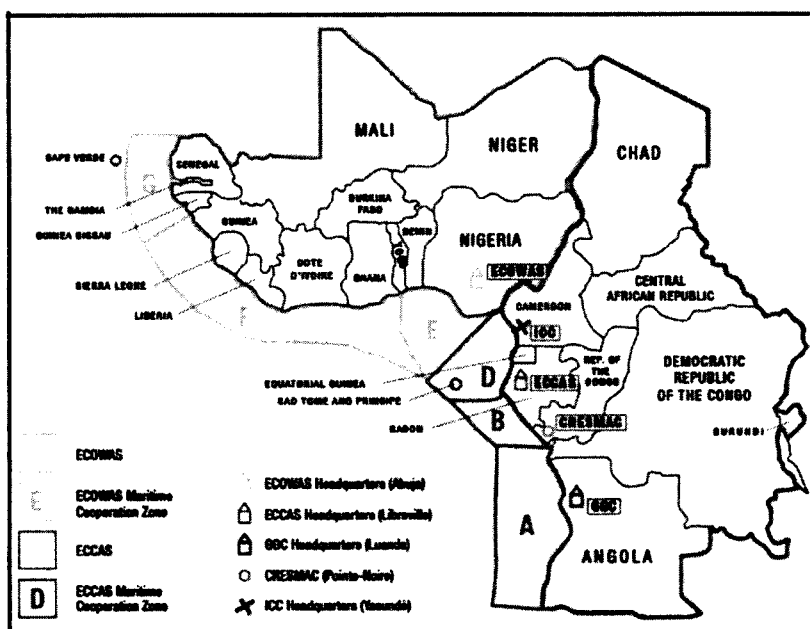 MALI
NIGER
CHAD
CAPE VERDE
SENEGAL
G
THE GAMBIA
GUINEA BISSAU
GUINEA
BURKINA
FASO
BENIN
NIGERIA
ECOWAS
COTE
D'IVOIRE
GHANA
SIERRA LEONE
LIBERIA
F
E
CAMEROON
CENTRAL
AFRICAN REPUBLIC
ICC
REP. OF
THE
CONGO
DEMOCRATIC
REPUBLIC
OF THE CONGO
EQUATORIAL GUINEA
SAO TOME AND PRINCIPE
D
ECCAS
GABON
B
CRESMAC
BURUNDI
A
GGC
ANGOLA
ECOWAS
E
ECOWAS Maritime
Cooperation Zone
ECCAS
D
ECCAS Maritime
Cooperation Zone
ECOWAS Headquarters (Abuja)
ECCAS Headquarters (Libreville)
GGC Headquarters (Luanda)
CRESMAC (Pointe-Noire)
ICC Headquarters (Yaoundé)